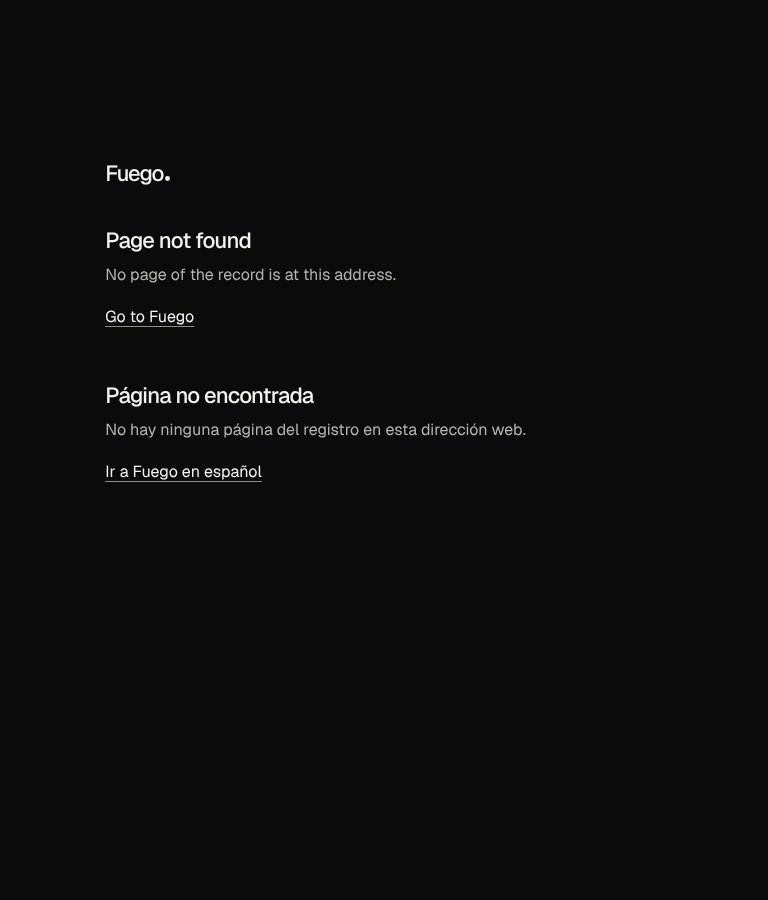 Fuego.
Page not found
No page of the record is at this address.
Go to Fuego
Página no encontrada
No hay ninguna página del registro en esta dirección web.
Ir a Fuego en español